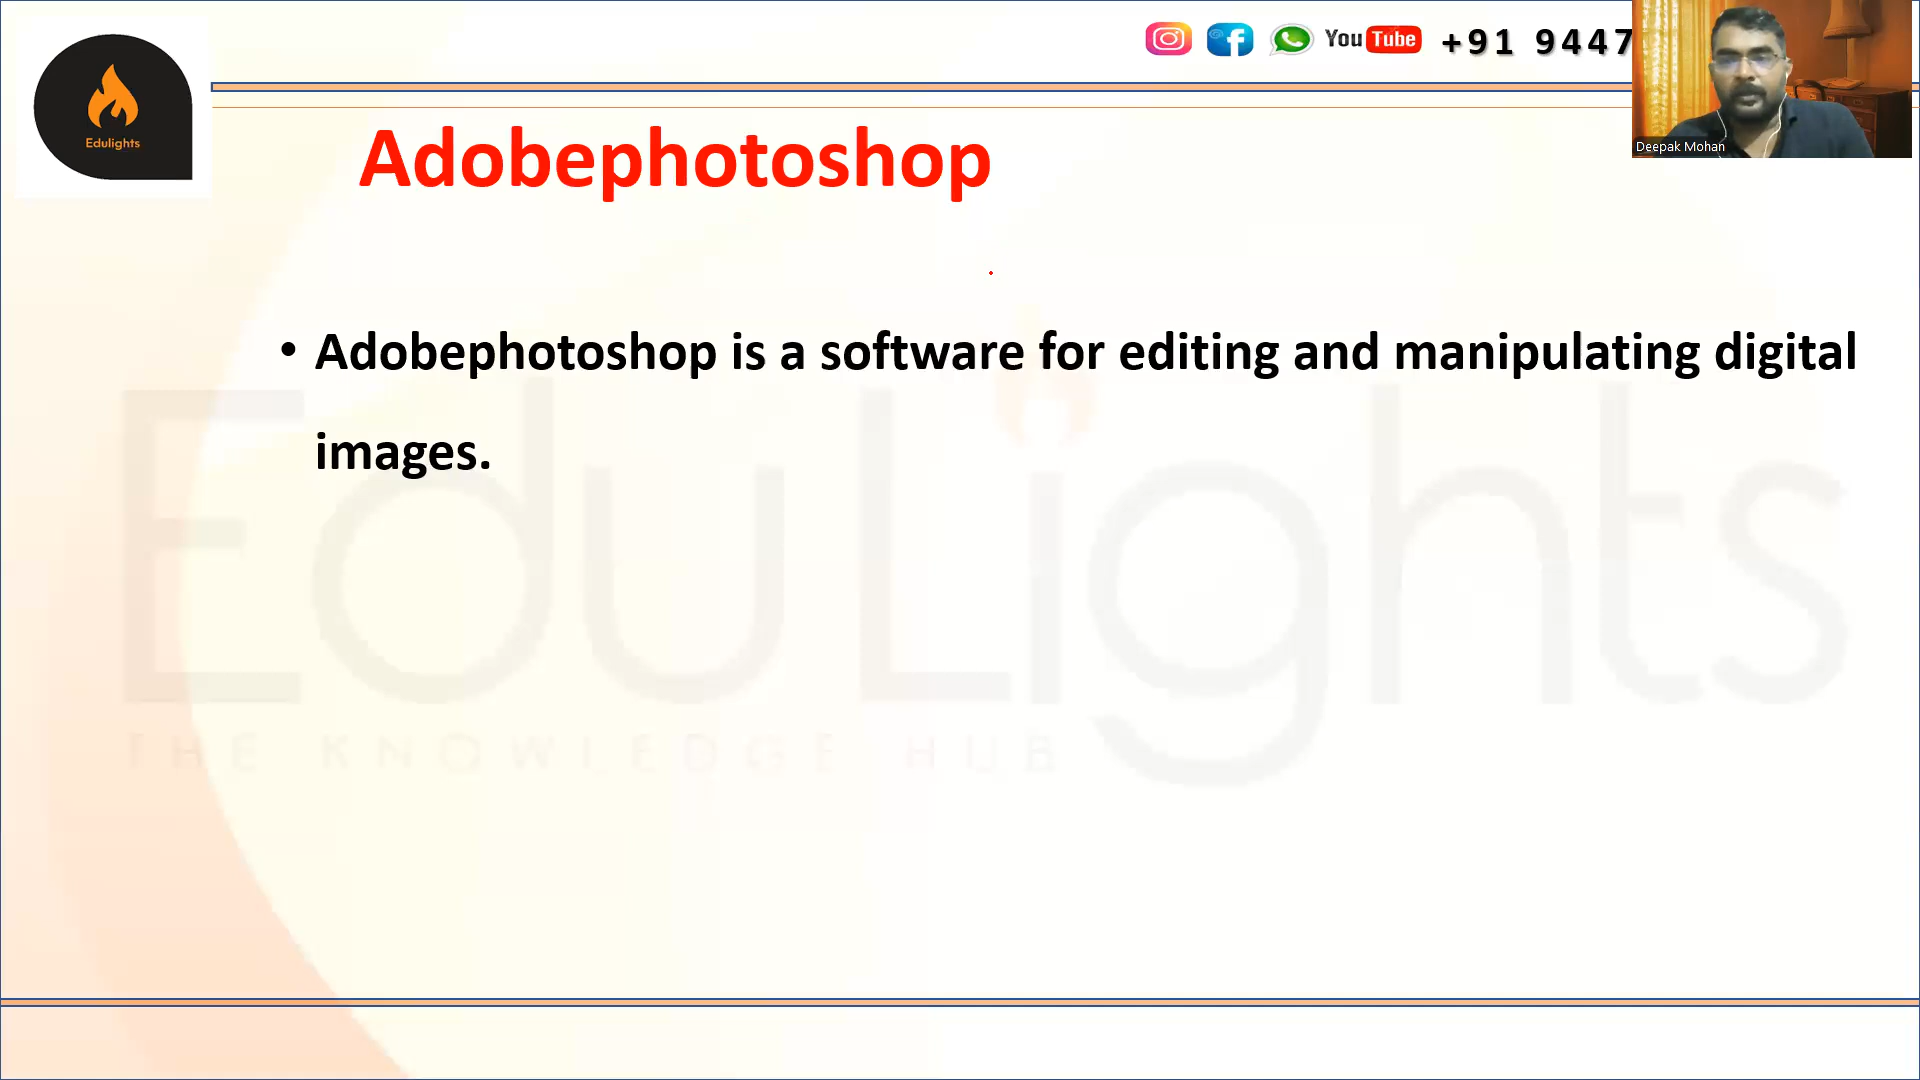 Edulights
You Tube
+91 9447
Deepak Mohan
Adobephotoshop
• Adobephotoshop is a software for editing and manipulating digital
images.
EduLights
THE KNOWLEDGE HUB